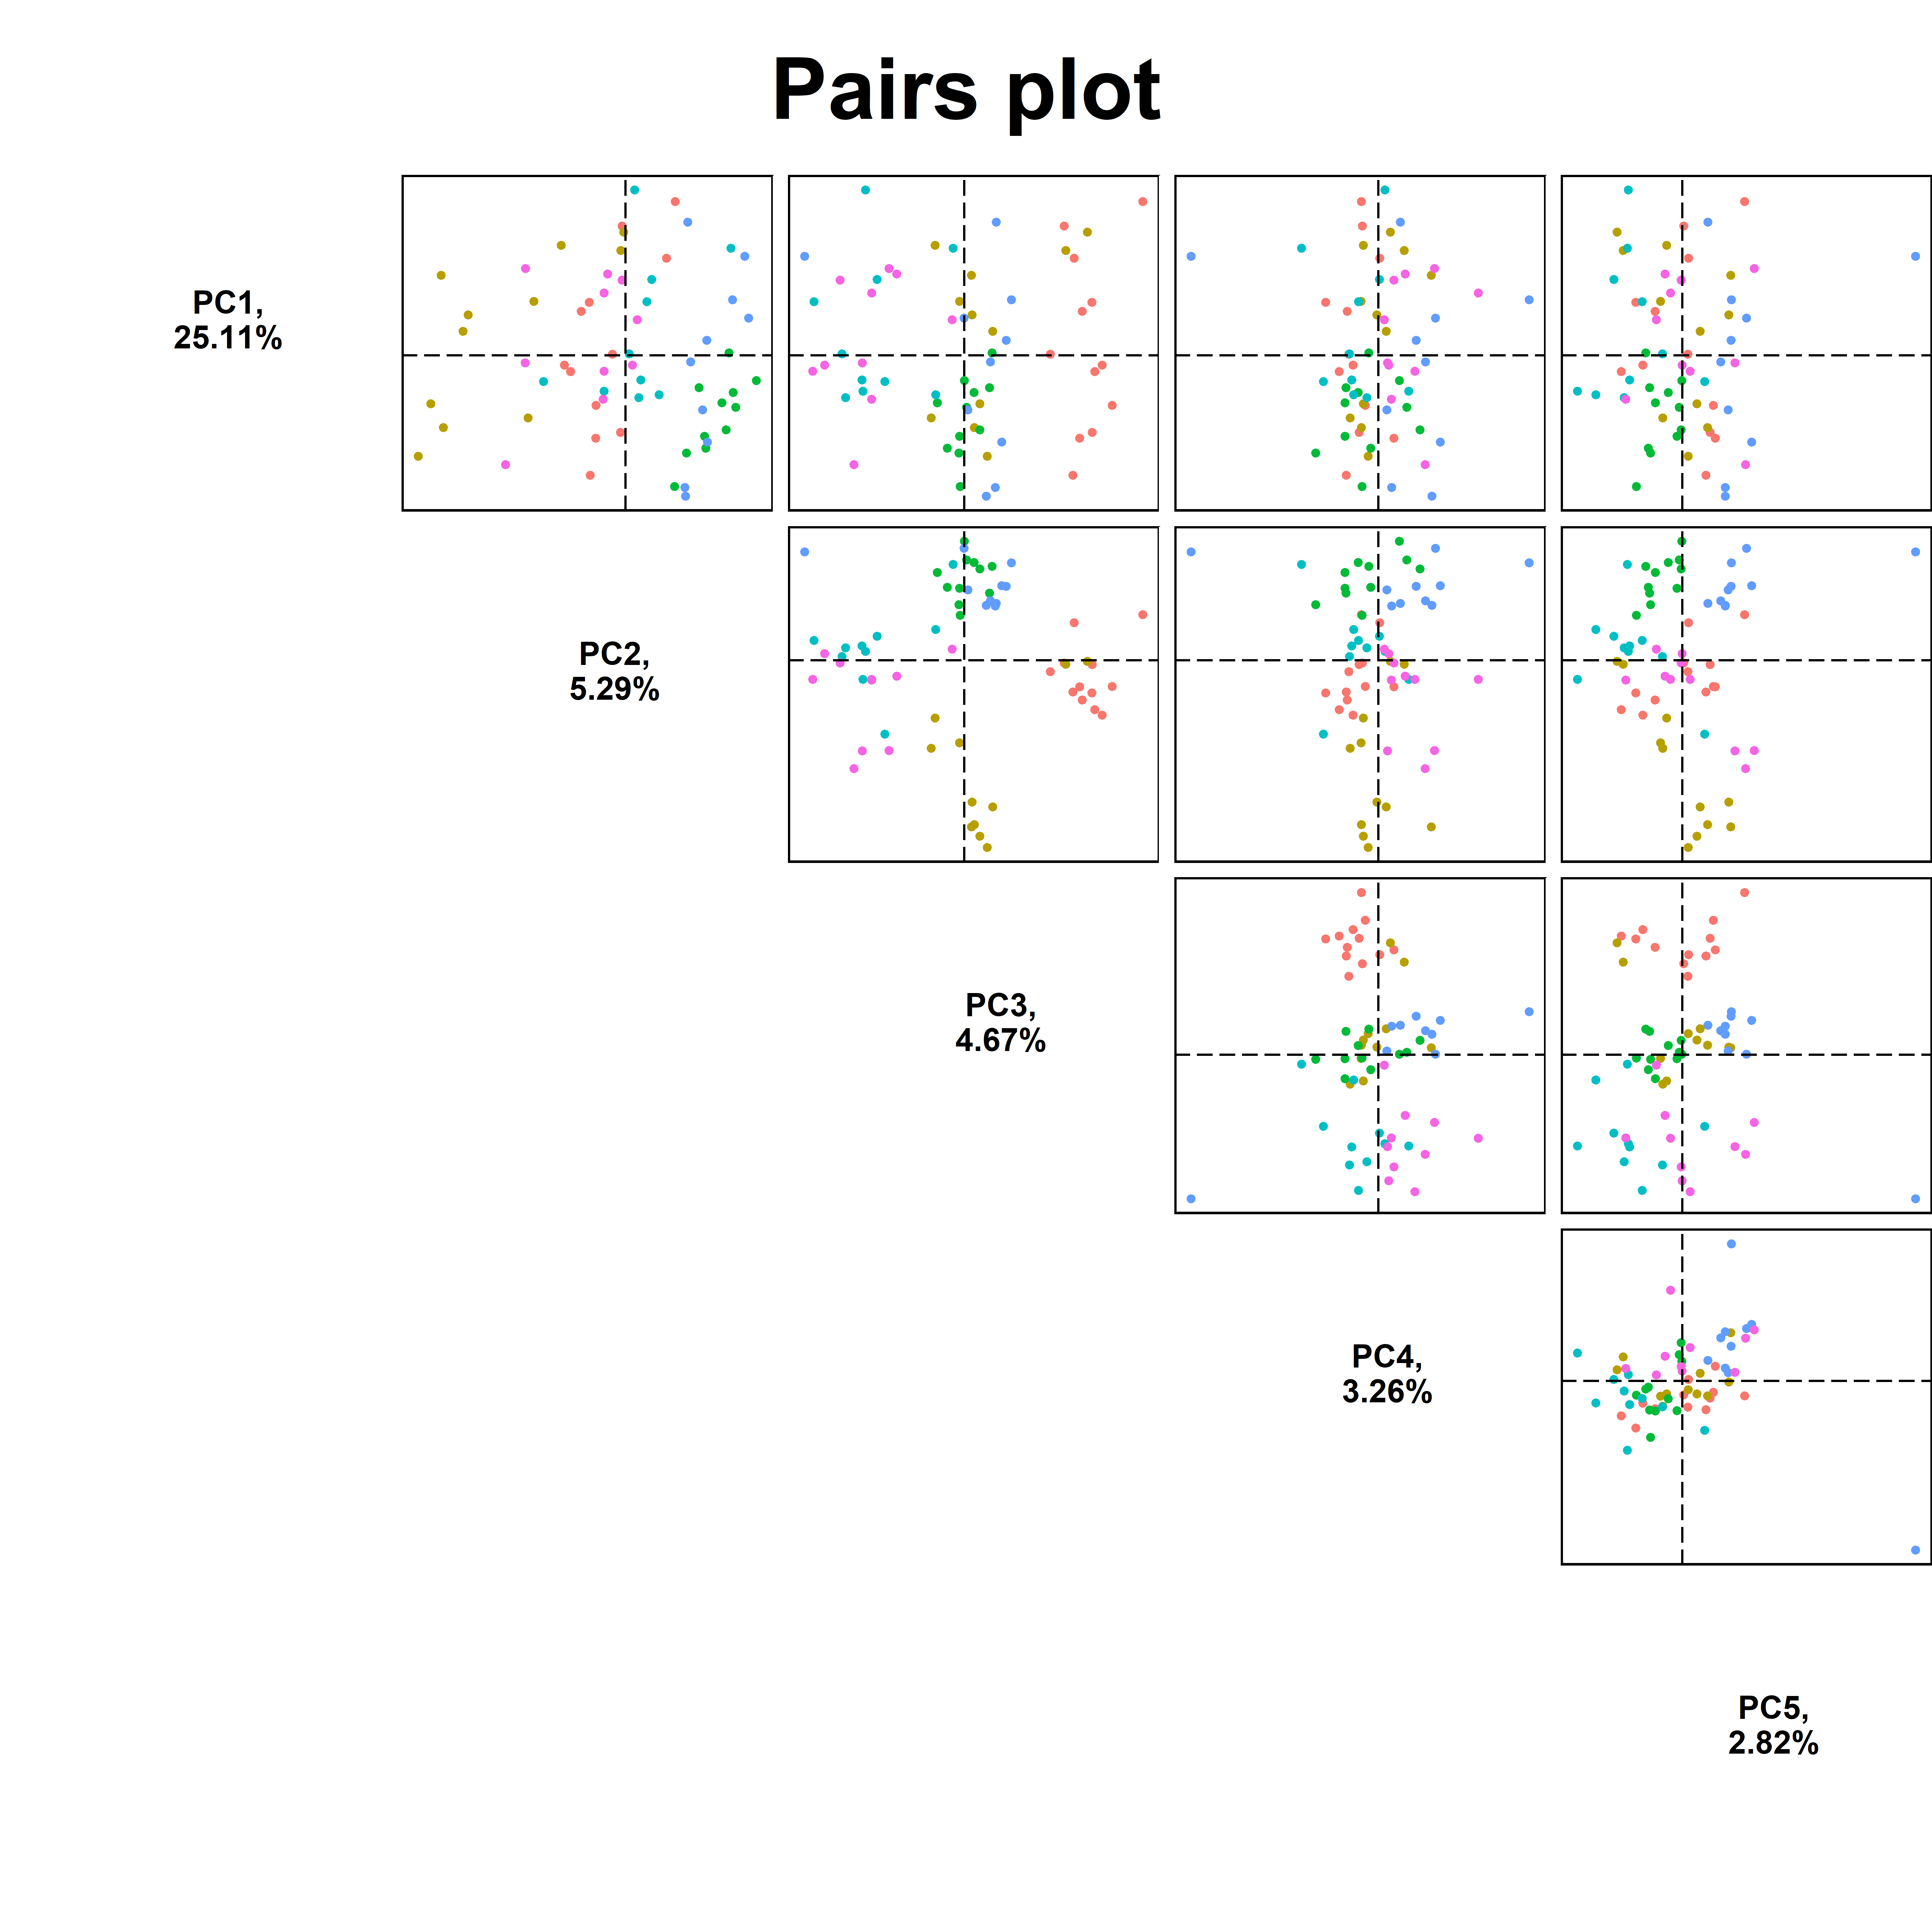 Pairs plot
PC1,
25.11%
PC2,
5.29%
PC3,
4.67%
PC4,
3.26%
PC5,
2.82%